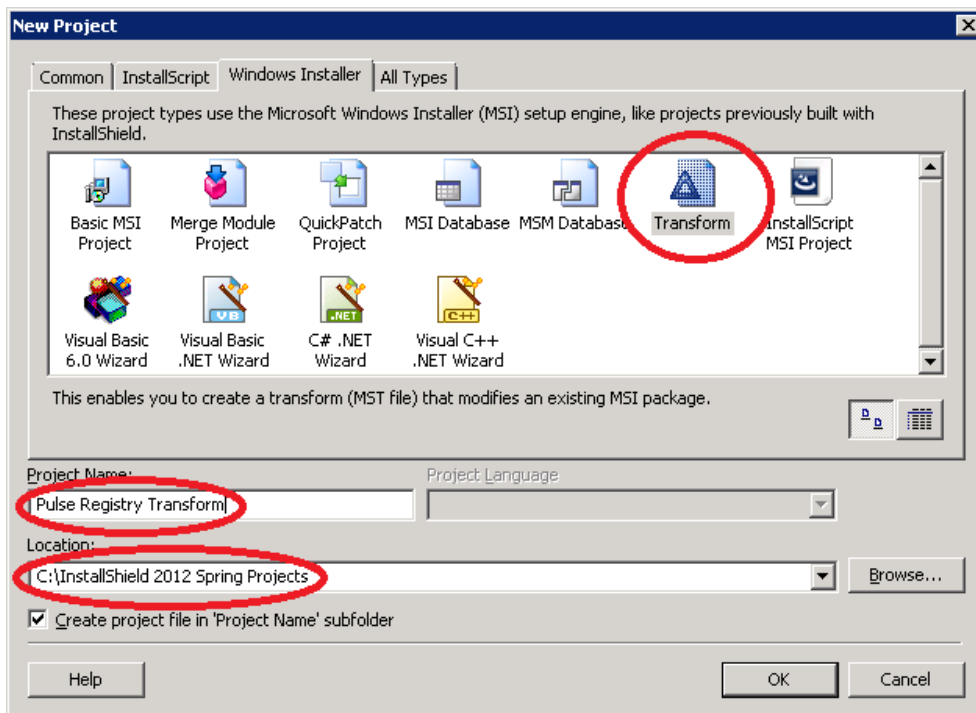 New Project
Common InstallScript Windows Installer All Types
These project types use the Microsoft Windows Installer (MSI) setup engine, like projects previously built with
InstallShield.
Basic MSI Merge Module QuickPatch MSI Database MSM Database Transform InstallScript
Project Project Project MSI Project
VB .NET C++
Visual Basic Visual Basic C# .NET Visual C++
6.0 Wizard .NET Wizard Wizard .NET Wizard
This enables you to create a transform (MST file) that modifies an existing MSI package.
Project Name: Project Language
Pulse Registry Transform
Location:
C:\InstallShield 2012 Spring Projects Browse...
Create project file in 'Project Name' subfolder
Help OK Cancel